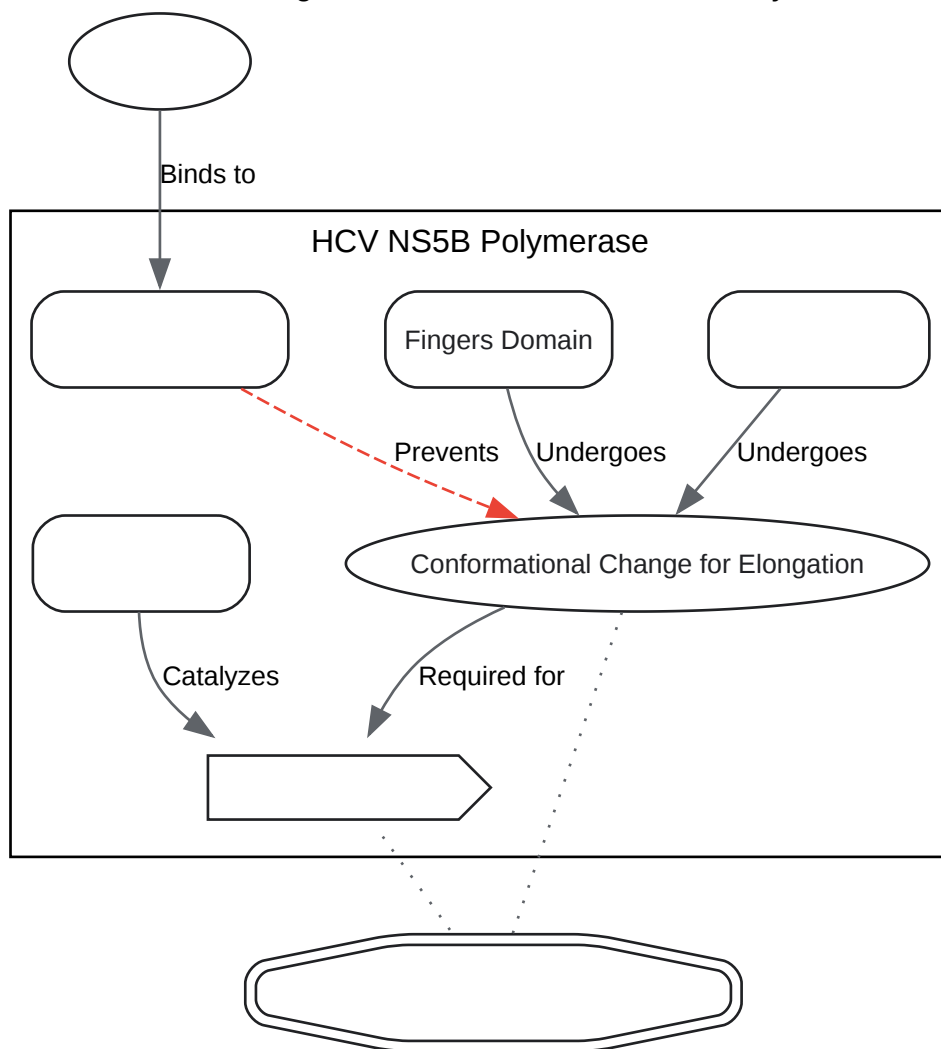 Binds to
HCV NS5B Polymerase
Fingers Domain
Prevents
Undergoes
Undergoes
Conformational Change for Elongation
Catalyzes
Required for